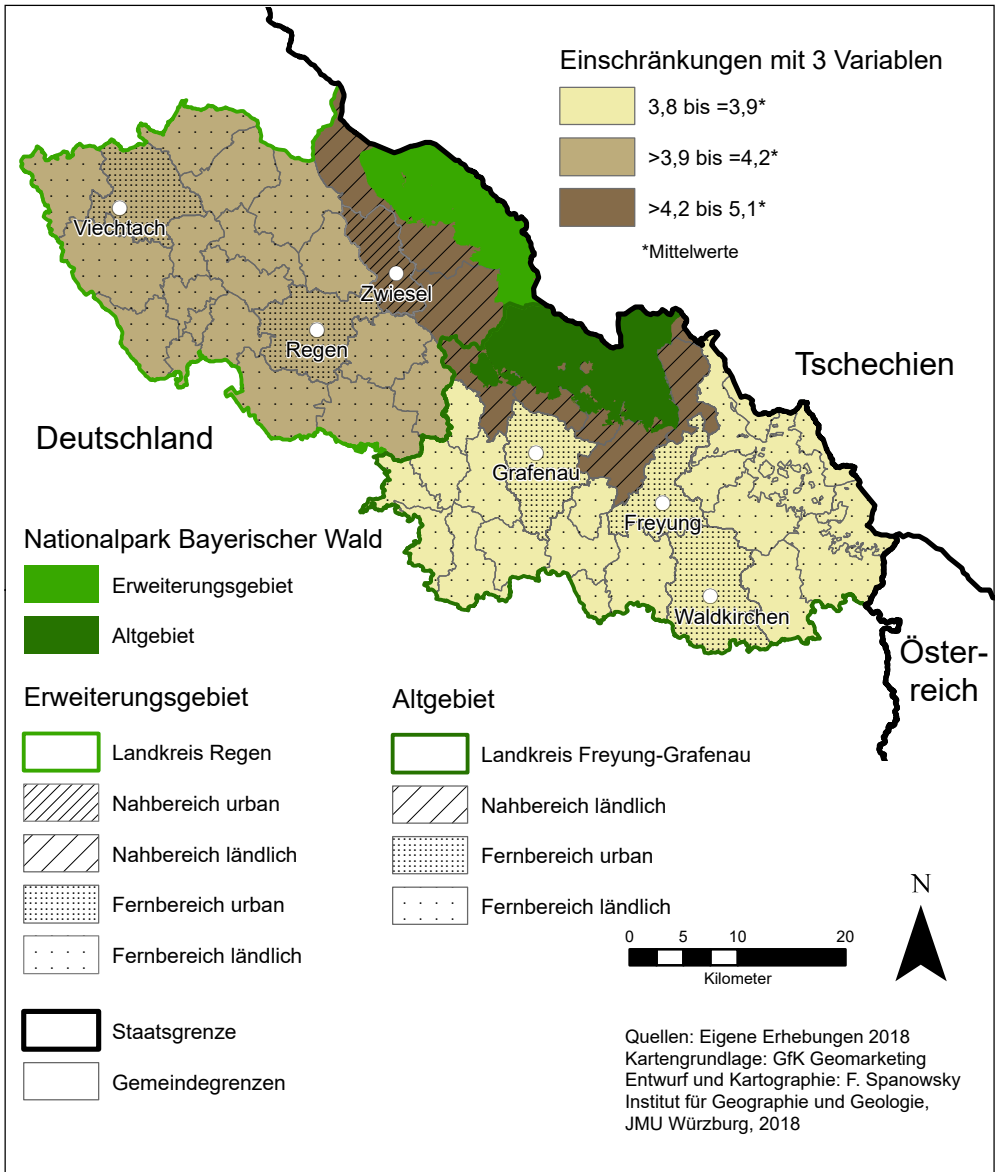 Einschränkungen mit 3 Variablen
3,8 bis =3,9*
>3,9 bis =4,2*
>4,2 bis 5,1*
*Mittelwerte
Viechtach
Zwiesel
Regen
Tschechien
Deutschland
Grafenau
Freyung
Waldkirchen
Öster-
reich
Nationalpark Bayerischer Wald
Erweiterungsgebiet
Altgebiet
Erweiterungsgebiet
Landkreis Regen
Nahbereich urban
Nahbereich ländlich
Fernbereich urban
Fernbereich ländlich
Altgebiet
Landkreis Freyung-Grafenau
Nahbereich ländlich
Fernbereich urban
Fernbereich ländlich
Staatsgrenze
Gemeindegrenzen
N
0 5 10 20
Kilometer
Quellen: Eigene Erhebungen 2018
Kartengrundlage: GfK Geomarketing
Entwurf und Kartographie: F. Spanowsky
Institut für Geographie und Geologie,
JMU Würzburg, 2018